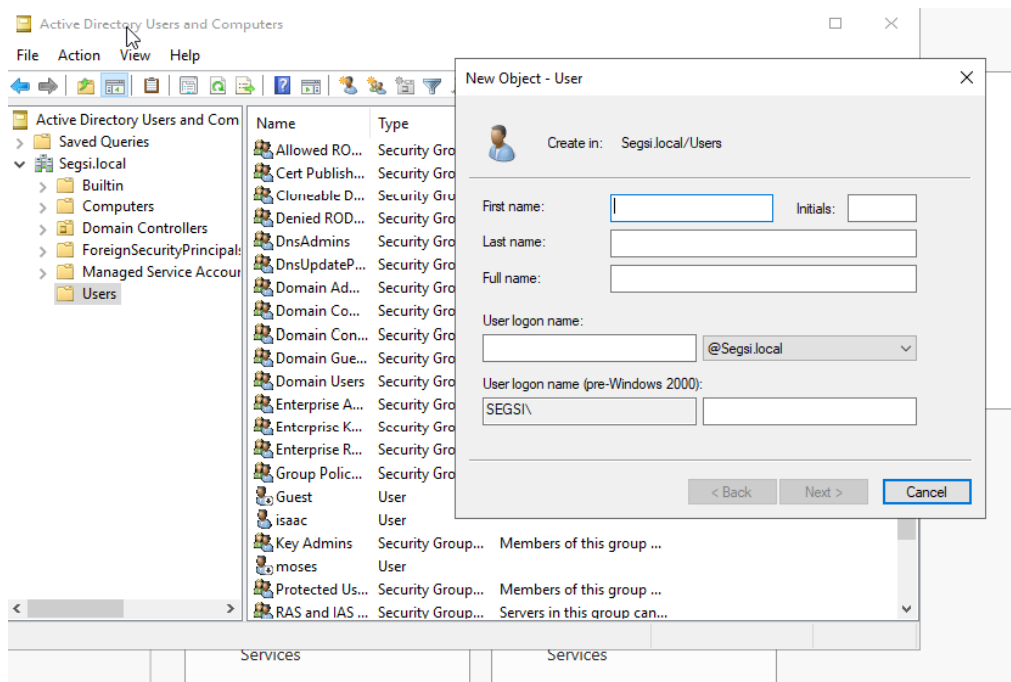 Active Directory Users and Computers
File Action View Help
Active Directory Users and Com
Saved Queries
Segsi.local
Builtin
Computers
Domain Controllers
ForeignSecurityPrincipals
Managed Service Accour
Users
Name Type
Allowed RO... Security Gro
Cert Publish... Security Gro
Cloneable D... Security Gro
Denied ROD... Security Gro
DnsAdmins Security Gro
DnsUpdateP... Security Gro
Domain Ad... Security Gro
Domain Co... Security Gro
Domain Con... Security Gro
Domain Gue... Security Gro
Domain Users Security Gro
Enterprise A... Security Gro
Enterprise K... Security Gro
Enterprise R... Security Gro
Group Polic... Security Gro
Guest User
isaac User
Key Admins Security Group... Members of this group ...
moses User
Protected Us... Security Group... Members of this group ...
RAS and IAS ... Security Group... Servers in this group can...
New Object - User
Create in: Segsi.local/Users
First name: Initials:
Last name:
Full name:
User logon name:
@Segsi.local
User logon name (pre-Windows 2000):
SEGSI\
< Back Next > Cancel
Services Services